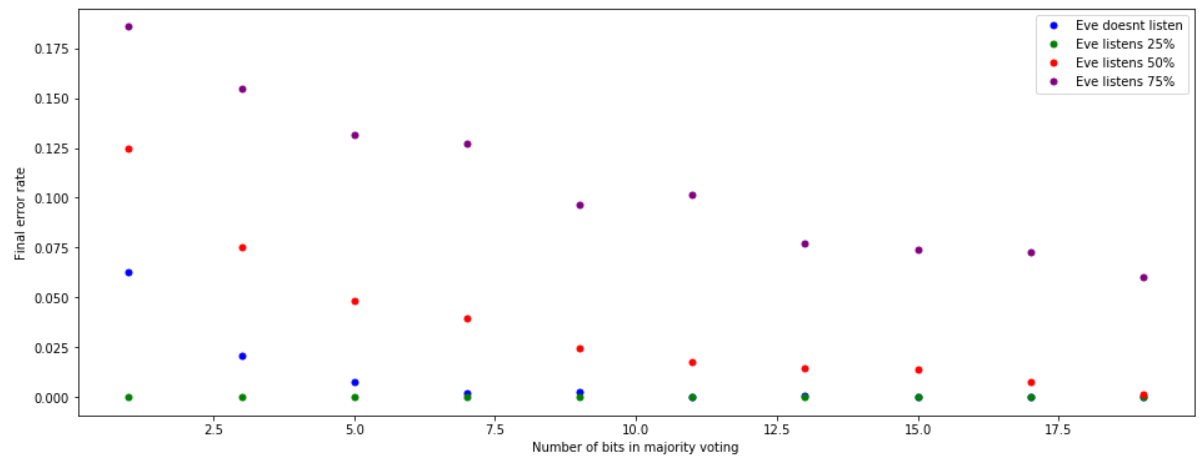 0.175
0.150
0.125
0.100
0.075
0.050
0.025
0.000
Final error rate
2.5
5.0
7.5
10.0
12.5
15.0
17.5
Number of bits in majority voting
Eve doesnt listen
Eve listens 25%
Eve listens 50%
Eve listens 75%